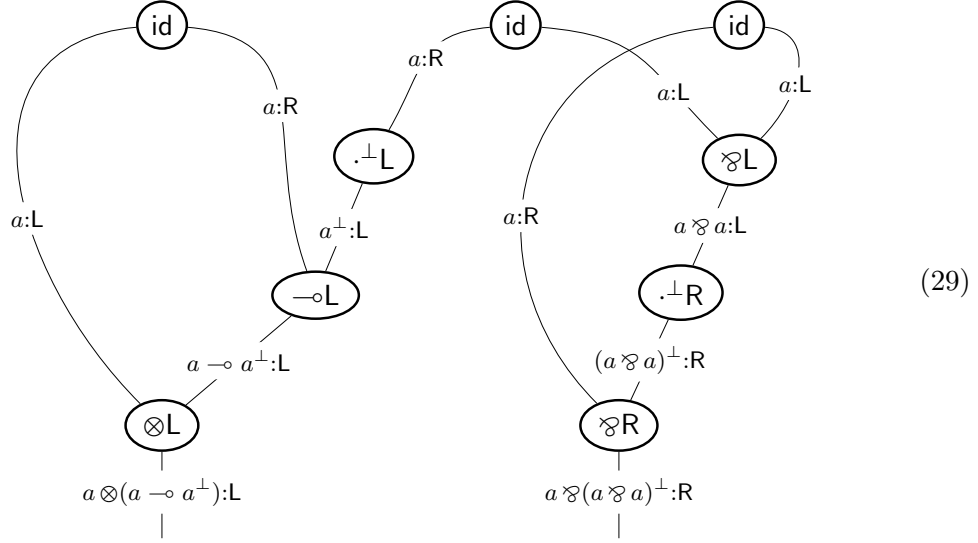 id id id
a:R
a:L
a:L
a:R
.⊥L
⅋L
a:L
a:R
a⊥:L
a ⅋ a:L
⊸L
.⊥R
(29)
a ⊸ a⊥:L
(a ⅋ a)⊥:R
⊗L
⅋R
a ⊗(a ⊸ a⊥):L
a ⅋(a ⅋ a)⊥:R